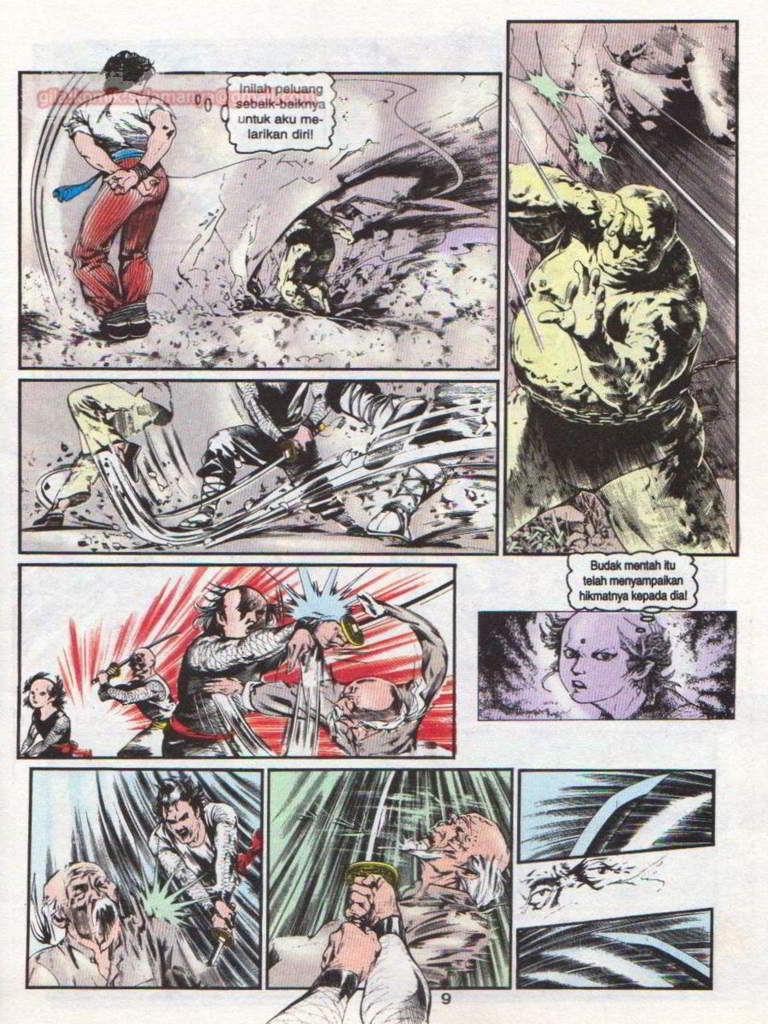 Inilah peluang
sebaik-baiknya
untuk aku me-
larikan diri!
Budak mentah itu
telah menyampaikan
hikmatnya kepada dia!
9